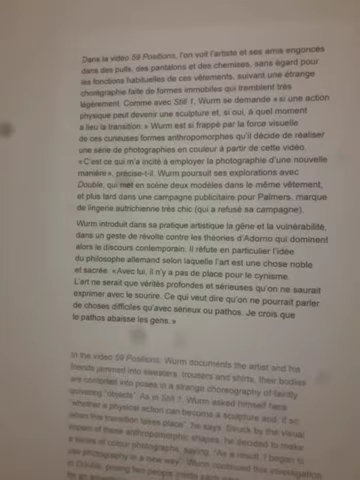 Dans la video 59 Positions, l'on voit l'artiste et ses amis engoncés
dans des pulls, des pantalons et des chemises, sans égard pour
les fonctions habituelles de ces vêtements, suivant une étrange
chorégraphie faite de formes immobiles qui tremblent très
légèrement. Comme avec Still 1, Wurm se demande « si une action
physique peut devenir une sculpture et, si oui, à quel moment
a lieu la transition. » Wurm est si frappé par la force visuelle
de ces curieuses formes anthropomorphes qu'il décide de réaliser
une série de photographies en couleur à partir de cette vidéo.
« C'est ce qui m'a incité à employer la photographie d'une nouvelle
manière », précise-t-il. Wurm poursuit ses explorations avec
Double, qui met en scène deux modèles dans le même vêtement,
et plus tard dans une campagne publicitaire pour Palmers, marque
de lingerie autrichienne très chic (qui a refusé sa campagne).
Wurm introduit dans sa pratique artistique la gêne et la vulnérabilité,
dans un geste de révolte contre les théories d'Adorno qui dominent
alors le discours contemporain. Il réfute en particulier l'idée
du philosophe allemand selon laquelle l'art est une chose noble
et sacrée. « Avec lui, il n'y a pas de place pour le cynisme.
L'art ne serait que vérités profondes et sérieuses qu'on ne saurait
exprimer avec le sourire. Ce qui veut dire qu'on ne pourrait parler
de choses difficiles qu'avec sérieux ou pathos. Je crois que
le pathos abaisse les gens. »
In the video 59 Positions, Wurm documents the artist and his
friends jammed into sweaters, trousers and shirts, their bodies
are contorted into poses in a strange choreography of faintly
quivering "objects". As in Still 1, Wurm asked himself here
"whether a physical action can become a sculpture and, if so,
when this transition takes place", he says. Struck by the visual
impact of these anthropomorphic shapes, he decided to make
a series of colour photographs, saying, "As a result, I began to
use photography in a new way". Wurm continued this investigation
in Double, posing two people inside